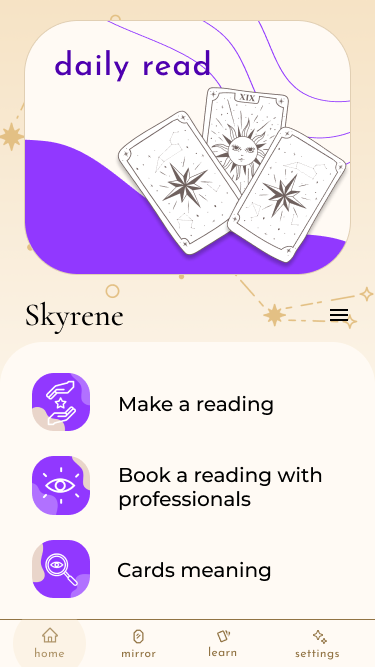 daily read
XIX
Skyrene
Make a reading
Book a reading with
professionals
Cards meaning
home
mirror
learn
settings